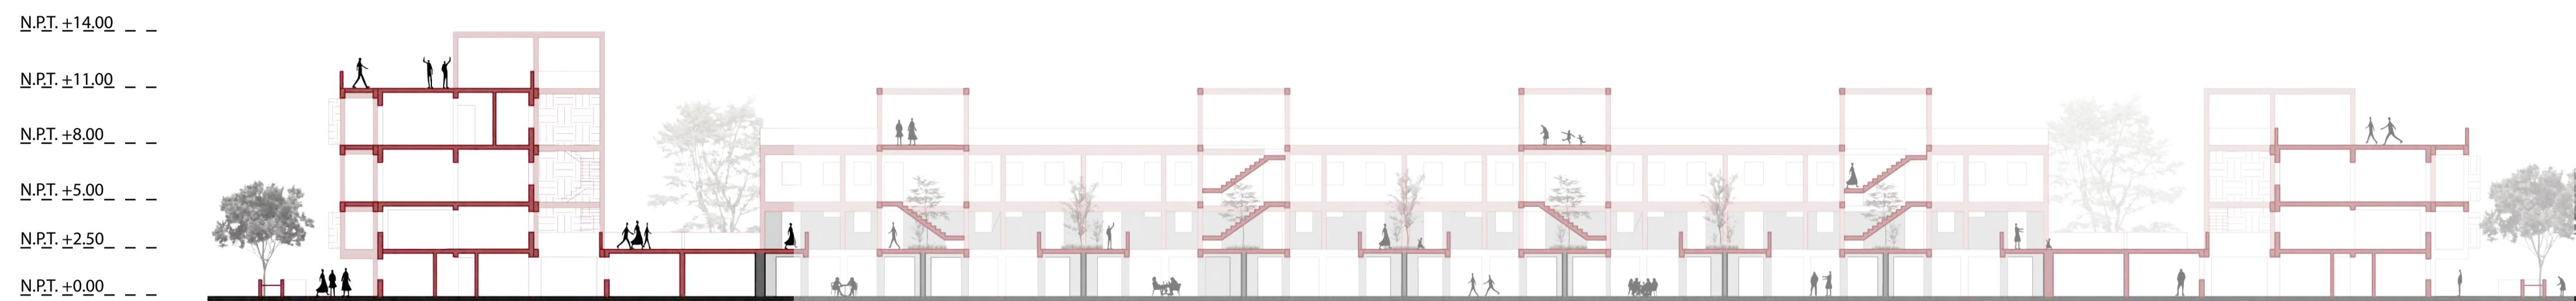 N.P.T. +14.00
N.P.T. +11.00
N.P.T. +8.00
N.P.T. +5.00
N.P.T. +2.50
N.P.T. +0.00